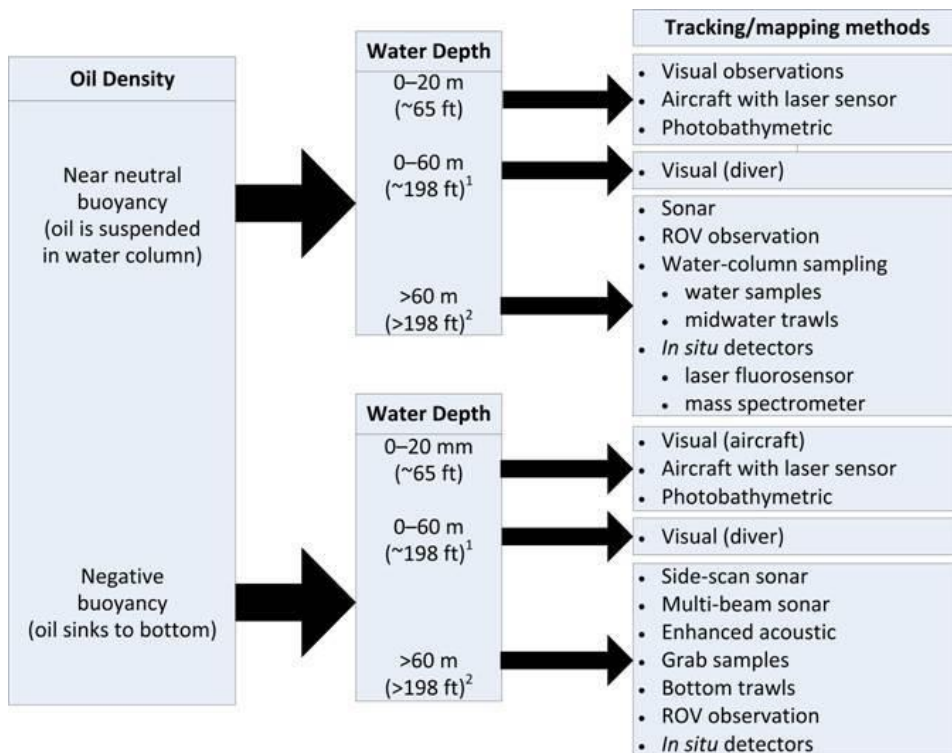 Oil Density
Near neutral
buoyancy
(oil is suspended
in water column)
Negative
buoyancy
(oil sinks to bottom)
Water Depth
0–20 m
(~65 ft)
0–60 m
(~198 ft)1
>60 m
(>198 ft)2
Water Depth
0–20 mm
(~65 ft)
0–60 m
(~198 ft)1
>60 m
(>198 ft)2
Tracking/mapping methods
• Visual observations
• Aircraft with laser sensor
• Photobathymetric
• Visual (diver)
• Sonar
• ROV observation
• Water-column sampling
• water samples
• midwater trawls
• In situ detectors
• laser fluorosensor
• mass spectrometer
• Visual (aircraft)
• Aircraft with laser sensor
• Photobathymetric
• Visual (diver)
• Side-scan sonar
• Multi-beam sonar
• Enhanced acoustic
• Grab samples
• Bottom trawls
• ROV observation
• In situ detectors